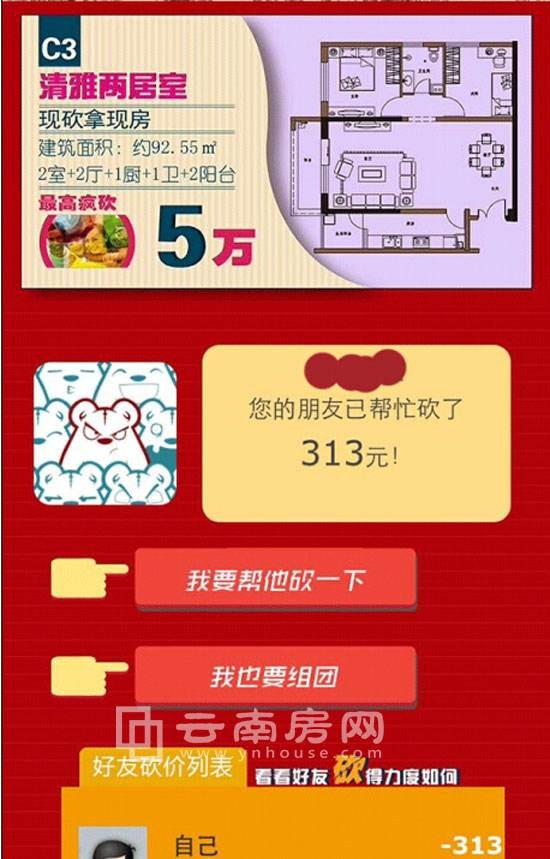 C3
清雅两居室
现砍拿现房
建筑面积：约92.55㎡
2室+2厅+1厨+1卫+2阳台
最高疯砍
5万
您的朋友已帮忙砍了
313元！
我要帮他砍一下
我也要组团
云南房网
www.ynhouse.com
好友砍价列表
看看好友砍得力度如何
自己
-313